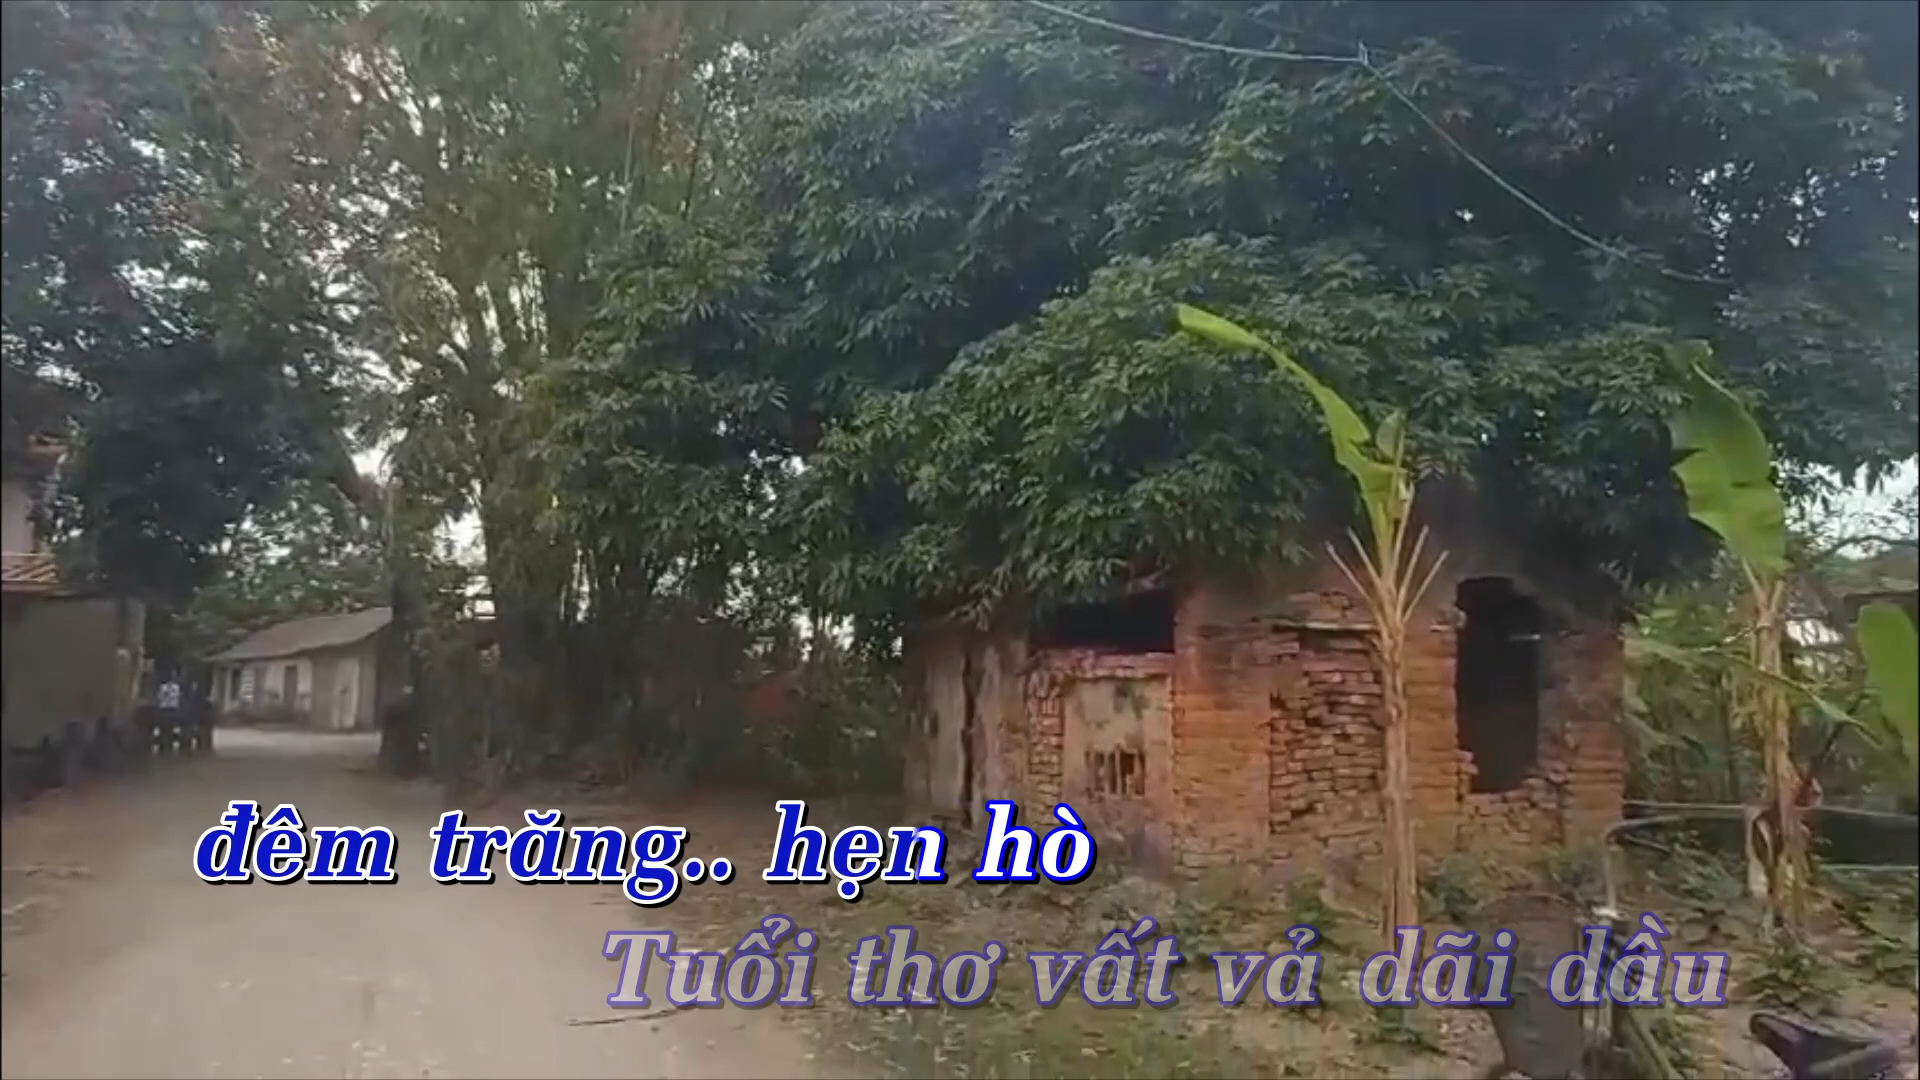 đêm trăng.. hẹn hò
Tuổi thơ vất vả dãi dầu